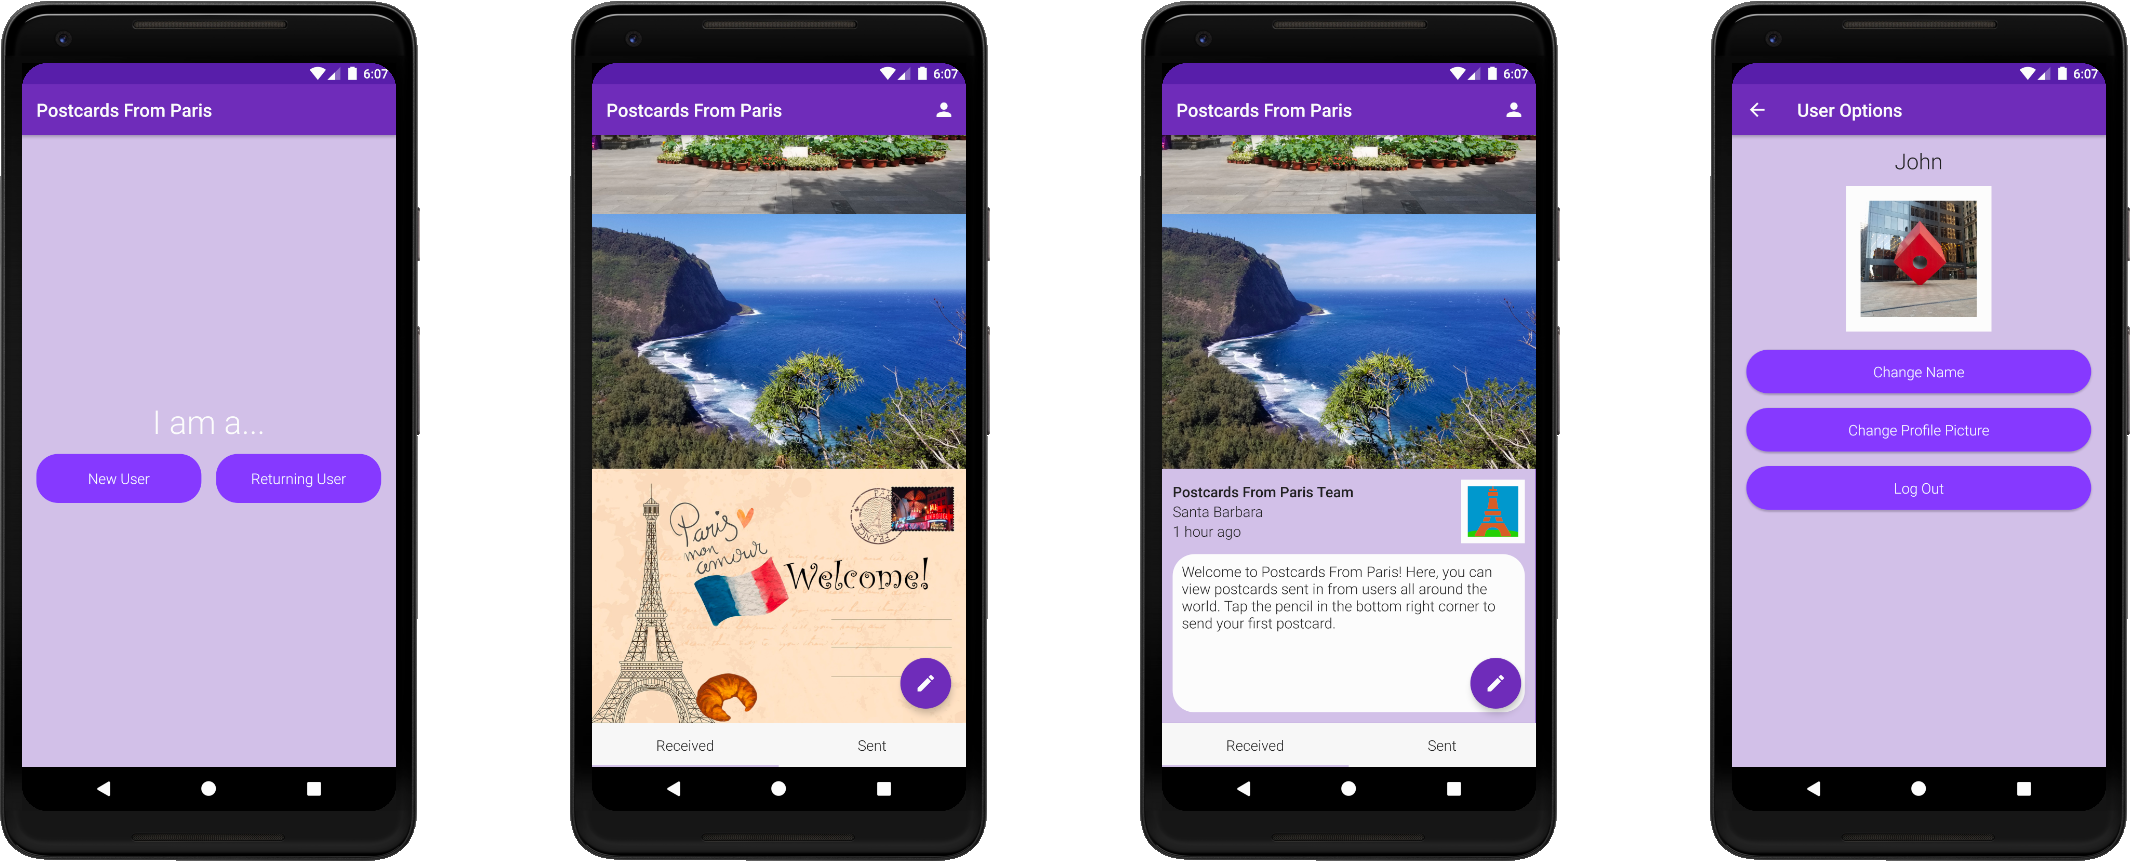 6:07
Postcards From Paris
I am a...
New User
Returning User
6:07
Postcards From Paris
Paris
mon
amour
Welcome!
Received
Sent
6:07
Postcards From Paris
Postcards From Paris Team
Santa Barbara
1 hour ago
Welcome to Postcards From Paris! Here, you can
view postcards sent in from users all around the
world. Tap the pencil in the bottom right corner to
send your first postcard.
Received
Sent
6:07
User Options
John
Change Name
Change Profile Picture
Log Out